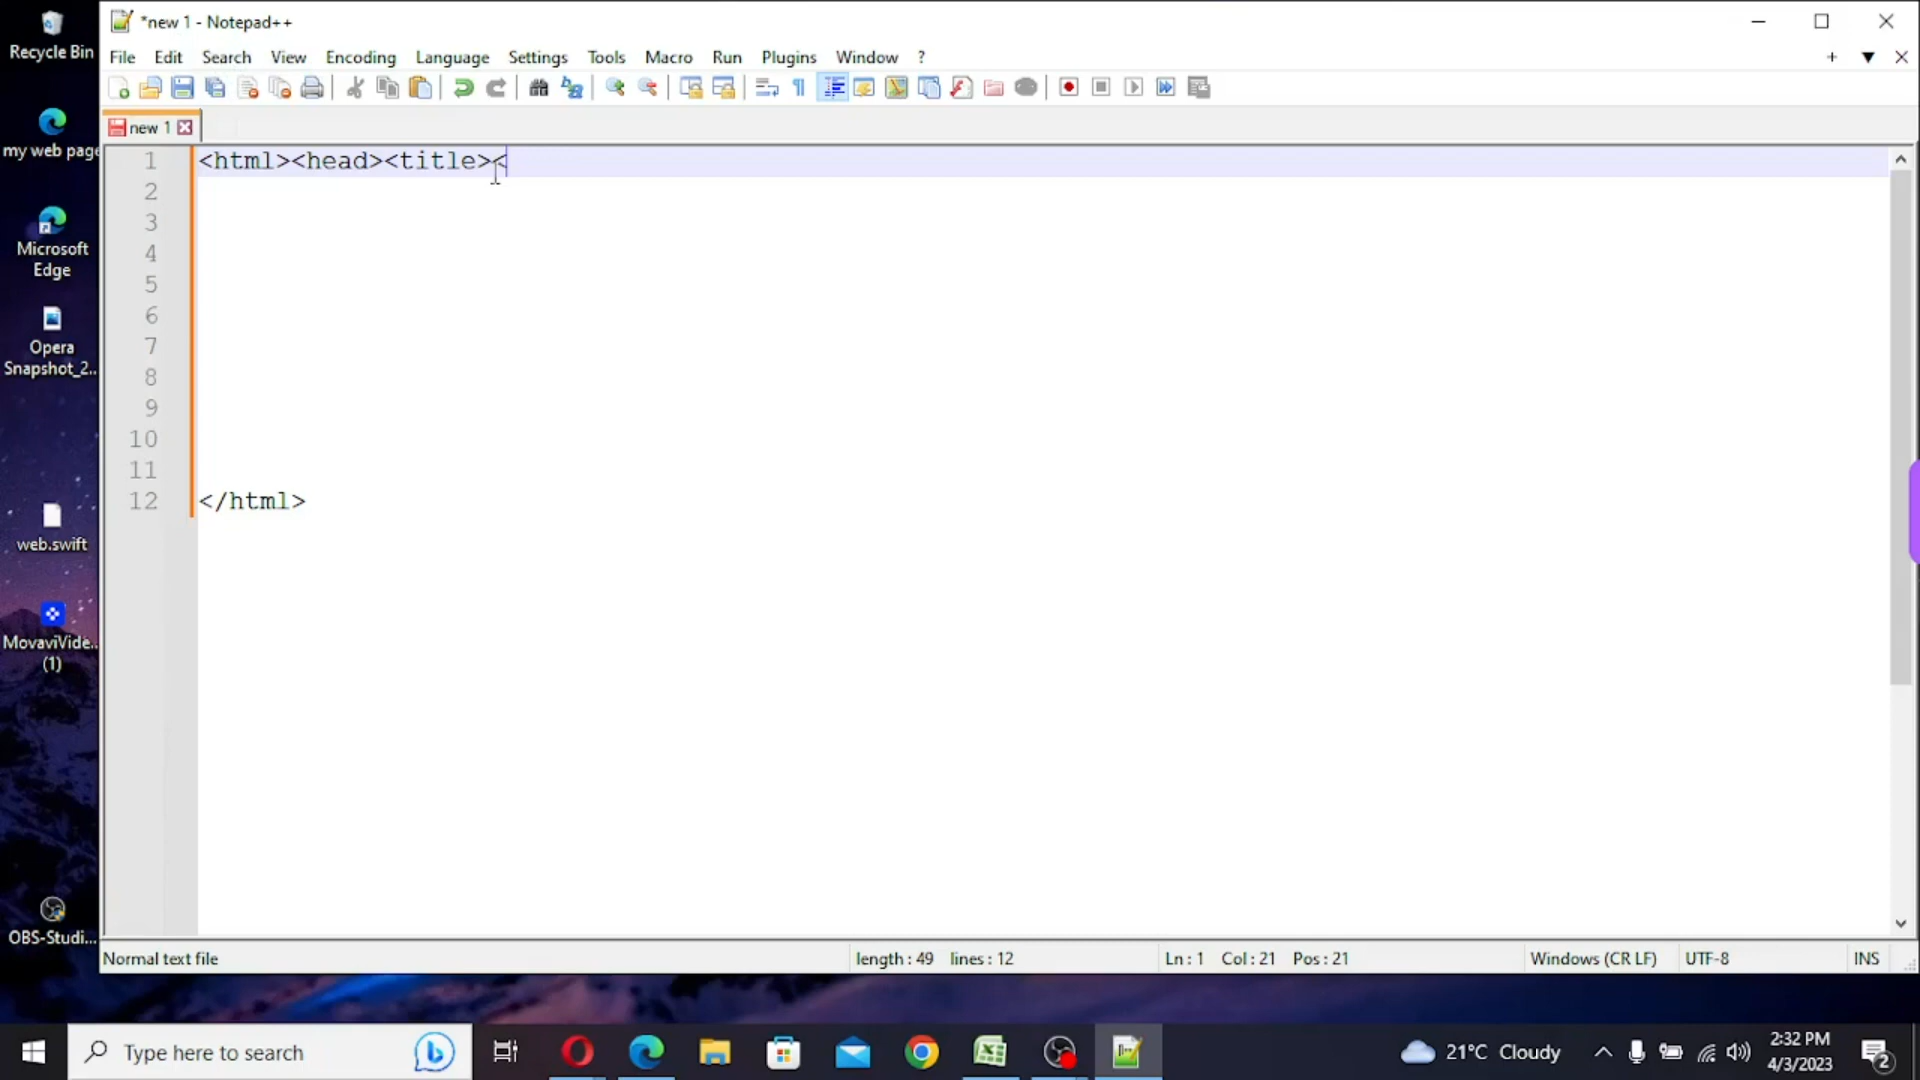 *new 1 - Notepad++
File Edit Search View Encoding Language Settings Tools Macro Run Plugins Window ?
new 1
1 <html><head><title><
2
3
4
5
6
7
8
9
10
11
12 </html>
Normal text file length : 49 lines : 12 Ln : 1 Col : 21 Pos : 21 Windows (CR LF) UTF-8 INS
Recycle Bin
my web page
Microsoft
Edge
Opera
Snapshot_2...
web.swift
MovaviVide...
(1)
OBS-Studi...
Type here to search
21°C Cloudy
2:32 PM
4/3/2023
2